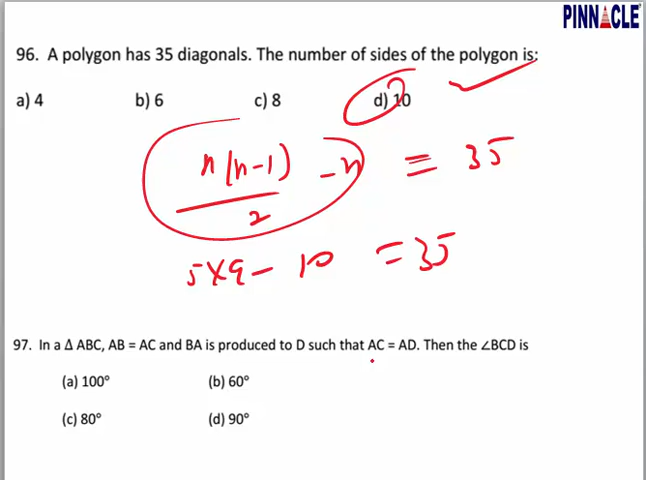 PINNACLE
96. A polygon has 35 diagonals. The number of sides of the polygon is:
a) 4 b) 6 c) 8 d) 10
n(n-1)/2 - n = 35
5×9 - 10 = 35
97. In a Δ ABC, AB = AC and BA is produced to D such that AC = AD. Then the ∠BCD is
(a) 100° (b) 60°
(c) 80° (d) 90°